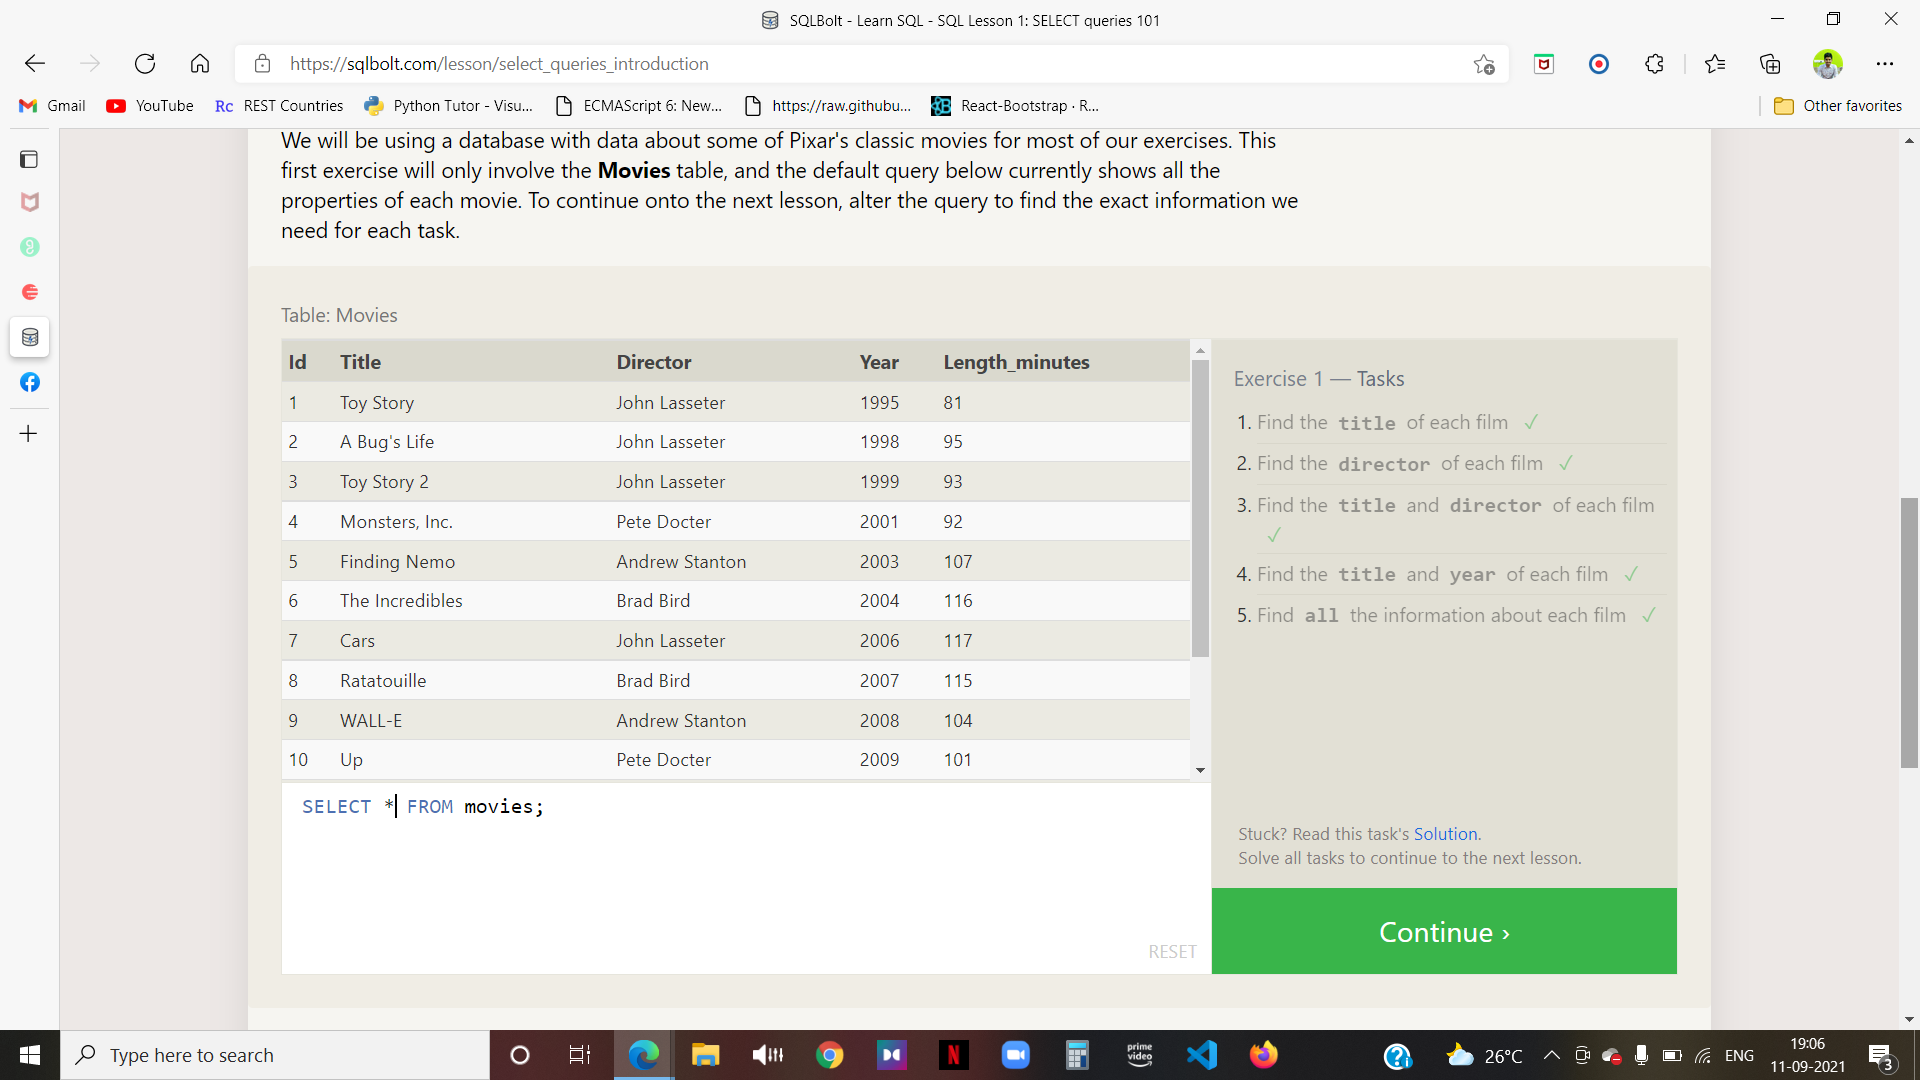 SQLBolt - Learn SQL - SQL Lesson 1: SELECT queries 101
https://sqlbolt.com/lesson/select_queries_introduction
Gmail YouTube Rc REST Countries Python Tutor - Visu... ECMAScript 6: New... https://raw.githubu... React-Bootstrap · R... Other favorites
We will be using a database with data about some of Pixar's classic movies for most of our exercises. This
first exercise will only involve the Movies table, and the default query below currently shows all the
properties of each movie. To continue onto the next lesson, alter the query to find the exact information we
need for each task.
Table: Movies
Id Title Director Year Length_minutes
1 Toy Story John Lasseter 1995 81
2 A Bug's Life John Lasseter 1998 95
3 Toy Story 2 John Lasseter 1999 93
4 Monsters, Inc. Pete Docter 2001 92
5 Finding Nemo Andrew Stanton 2003 107
6 The Incredibles Brad Bird 2004 116
7 Cars John Lasseter 2006 117
8 Ratatouille Brad Bird 2007 115
9 WALL-E Andrew Stanton 2008 104
10 Up Pete Docter 2009 101
SELECT * FROM movies;
RESET
Exercise 1 — Tasks
1. Find the title of each film ✓
2. Find the director of each film ✓
3. Find the title and director of each film
✓
4. Find the title and year of each film ✓
5. Find all the information about each film ✓
Stuck? Read this task's Solution.
Solve all tasks to continue to the next lesson.
Continue ›
Type here to search
N
prime
video
26°C
ENG
19:06
11-09-2021
3